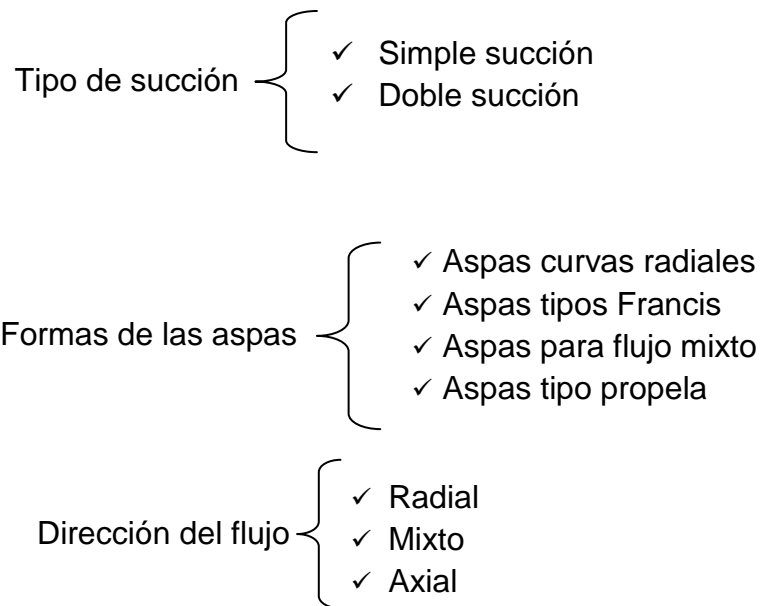 Tipo de succión
✓ Simple succión
✓ Doble succión
Formas de las aspas
✓ Aspas curvas radiales
✓ Aspas tipos Francis
✓ Aspas para flujo mixto
✓ Aspas tipo propela
Dirección del flujo
✓ Radial
✓ Mixto
✓ Axial